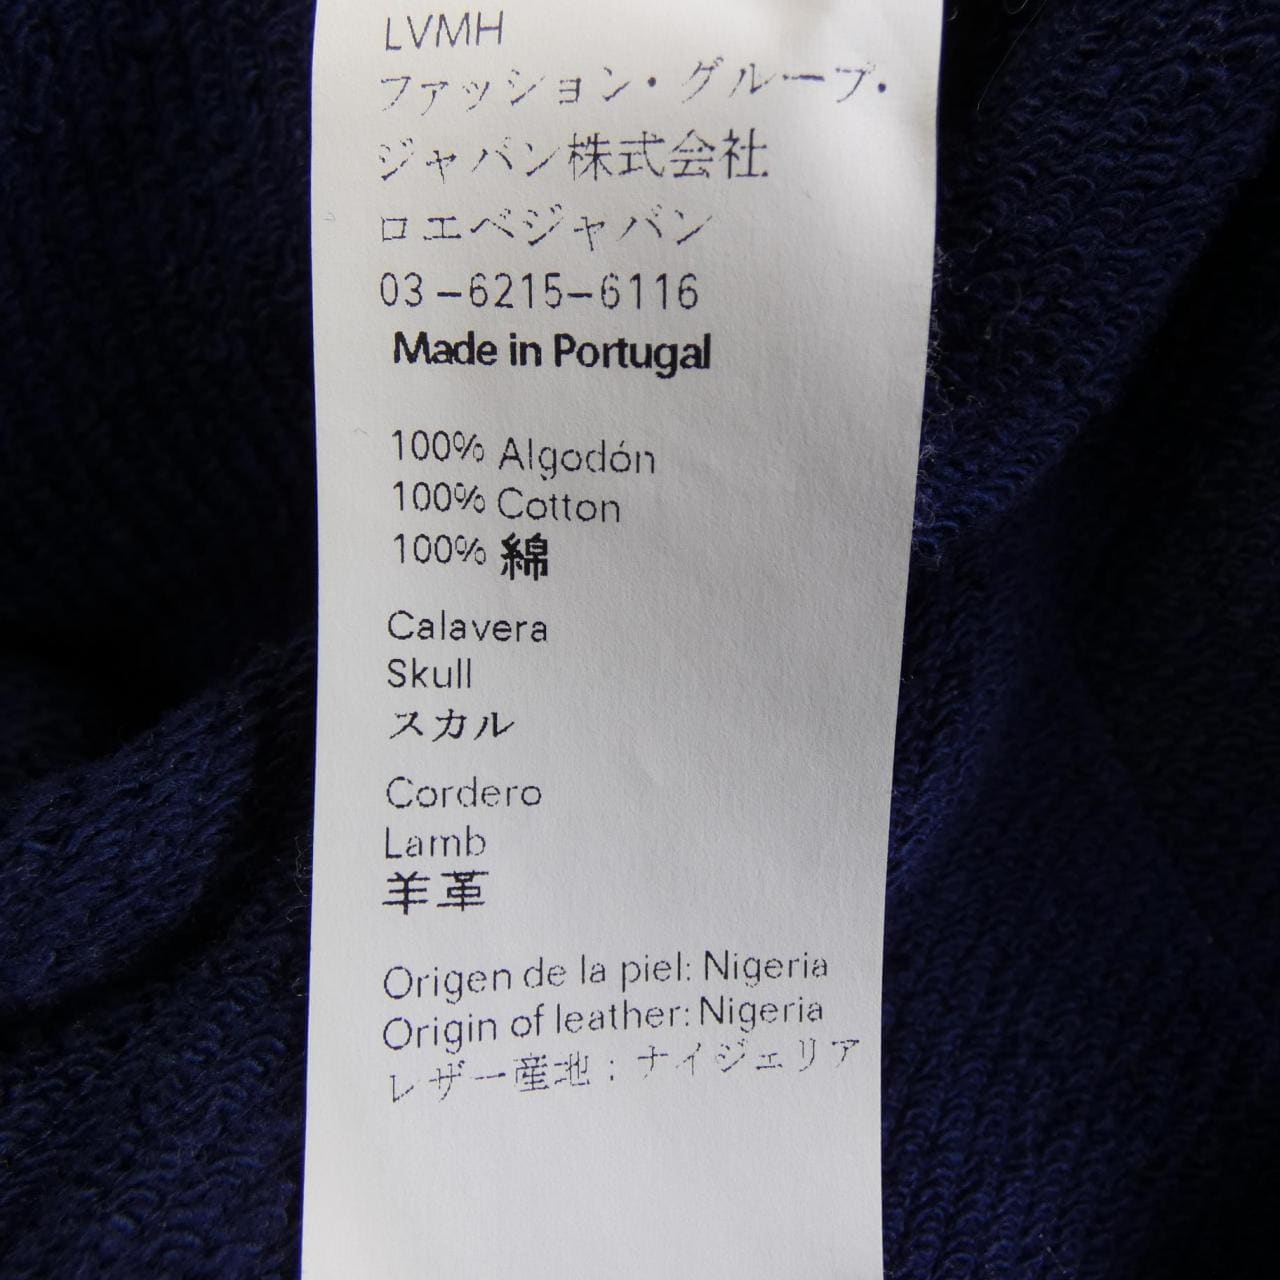 LVMH
ファッション・グループ・
ジャパン株式会社
ロエベジャパン
03-6215-6116
Made in Portugal
100% Algodón
100% Cotton
100% 綿
Calavera
Skull
スカル
Cordero
Lamb
羊革
Origen de la piel: Nigeria
Origin of leather: Nigeria
レザー産地：ナイジェリア